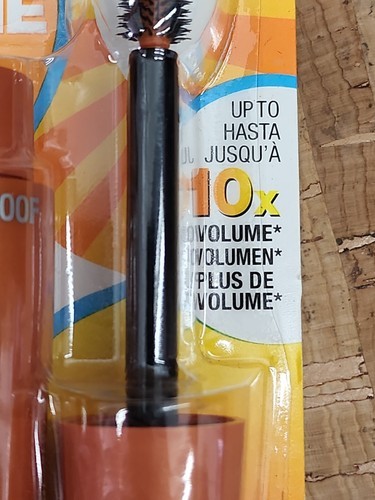 UP TO
HASTA
JUSQU'À
10x
VOLUME*
VOLUMEN*
PLUS DE
VOLUME*